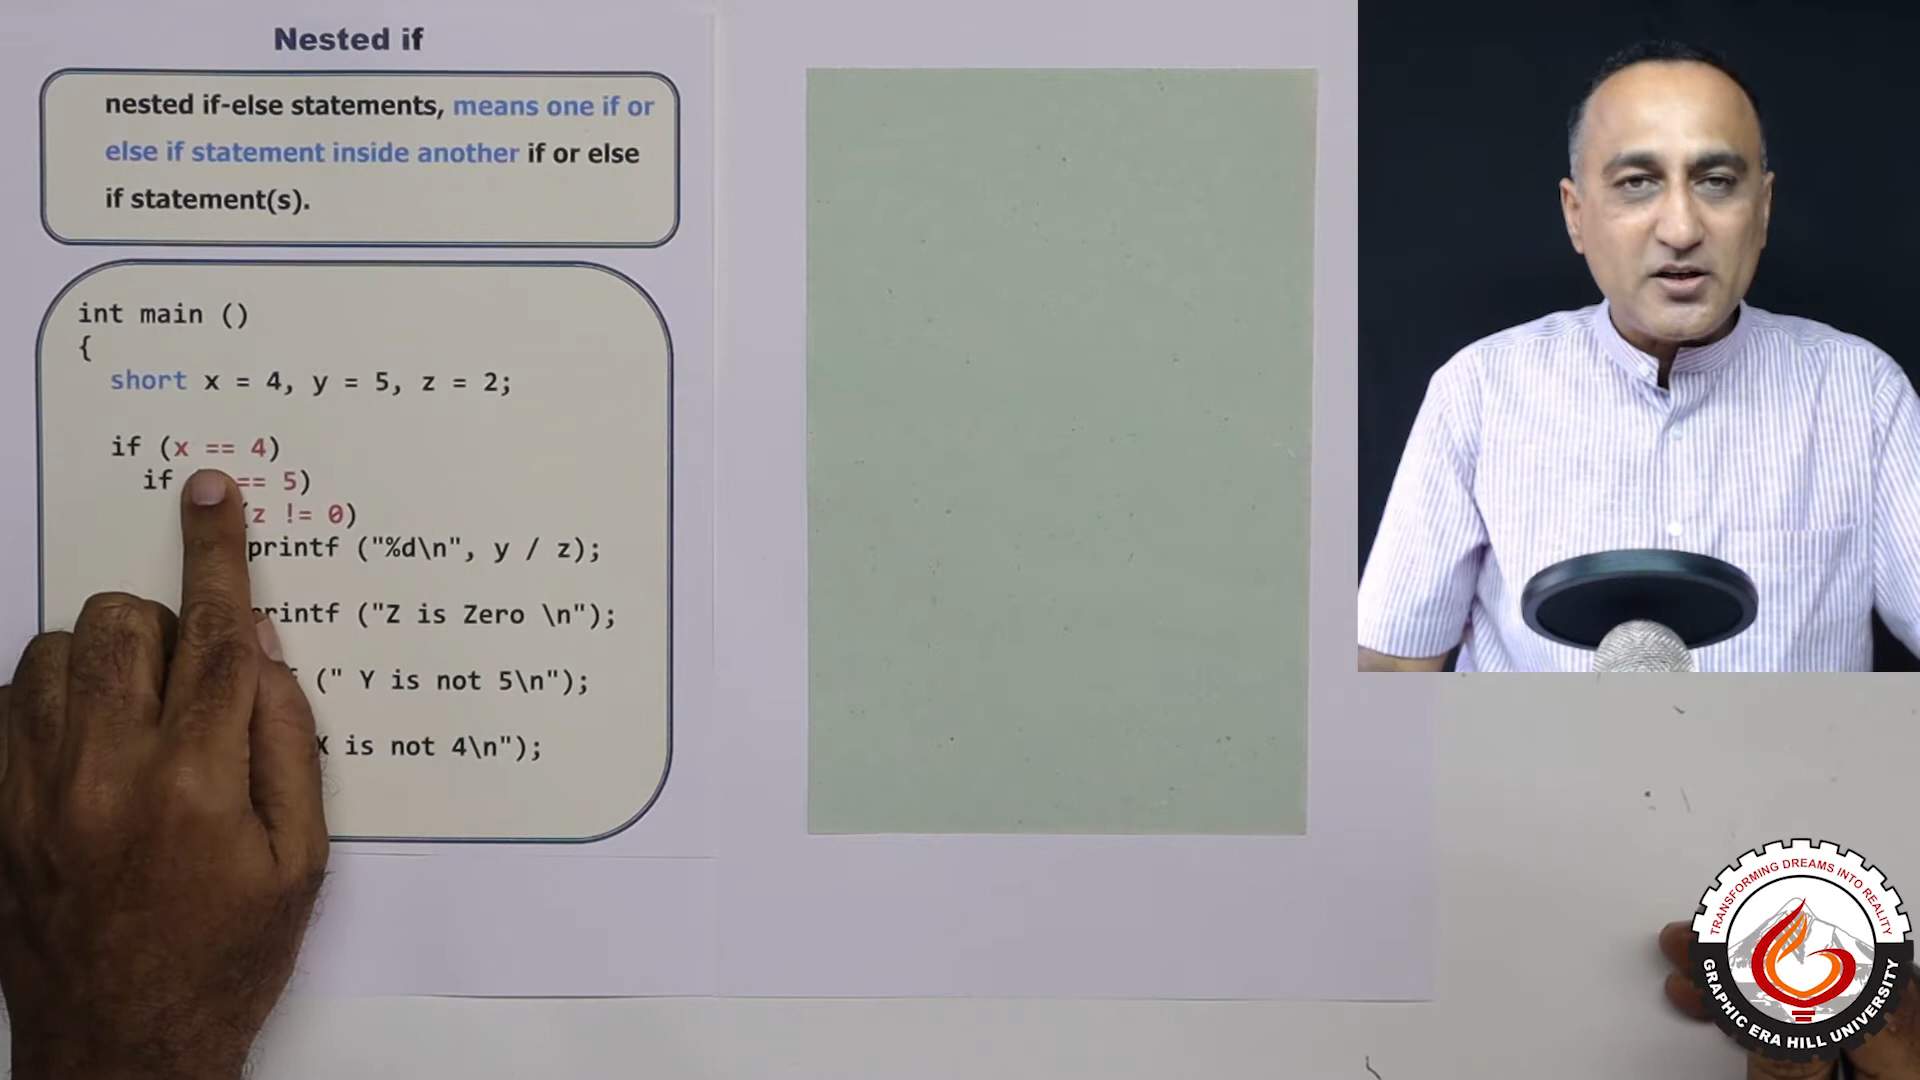 Nested if
nested if-else statements, means one if or
else if statement inside another if or else
if statement(s).
int main ()
{
short x = 4, y = 5, z = 2;
if (x == 4)
if == 5)
(z != 0)
printf ("%d\n", y / z);
printf ("Z is Zero \n");
(" Y is not 5\n");
X is not 4\n");
TRANSFORMING DREAMS INTO REALITY
GRAPHIC ERA HILL UNIVERSITY